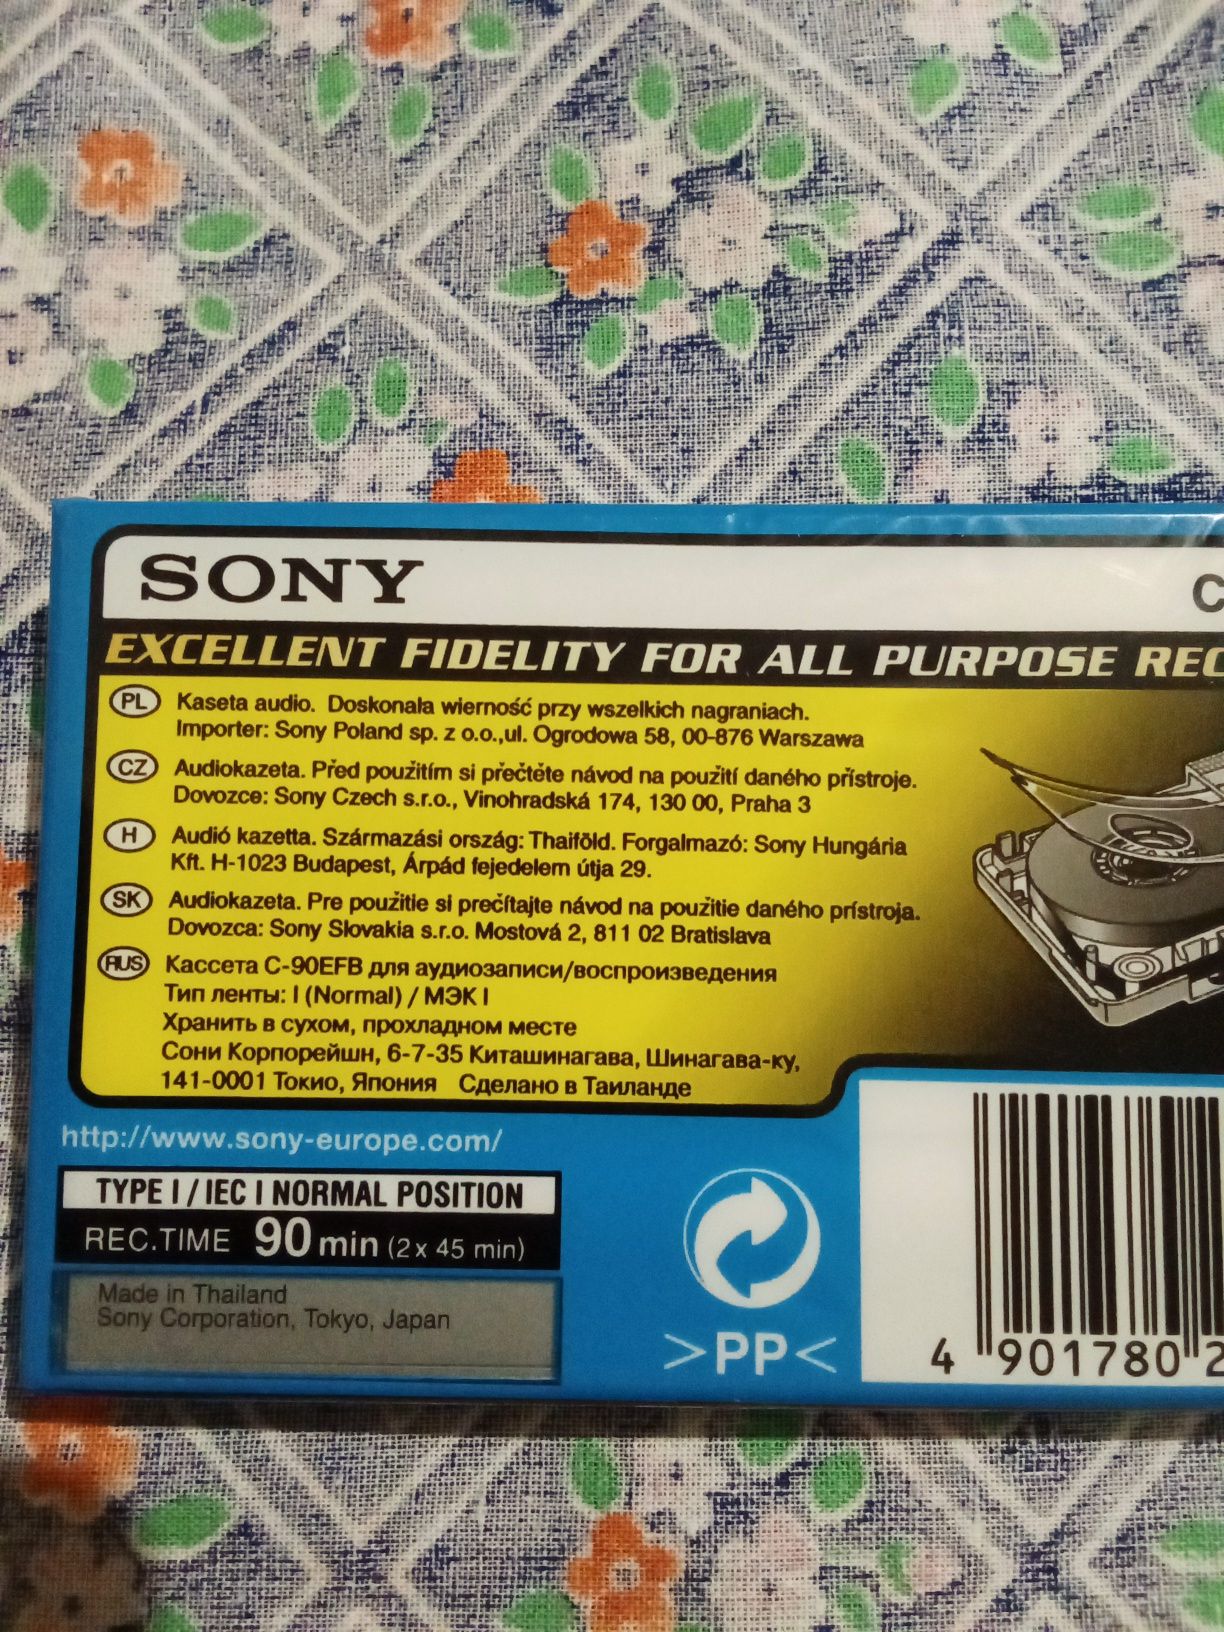 SONY
EXCELLENT FIDELITY FOR ALL PURPOSE
PL Kaseta audio. Doskonała wierność przy wszelkich nagraniach.
Importer: Sony Poland sp. z o.o.,ul. Ogrodowa 58, 00-876 Warszawa
CZ Audiokazeta. Před použitím si přečtěte návod na použití daného přístroje.
Dovozce: Sony Czech s.r.o., Vinohradská 174, 130 00, Praha 3
H Audió kazetta. Származási ország: Thaiföld. Forgalmazó: Sony Hungária
Kft. H-1023 Budapest, Árpád fejedelem útja 29.
SK Audiokazeta. Pre použitie si prečítajte návod na použitie daného prístroja.
Dovozca: Sony Slovakia s.r.o. Mostová 2, 811 02 Bratislava
RUS Кассета C-90EFB для аудиозаписи/воспроизведения
Тип ленты: I (Normal) / МЭК I
Хранить в сухом, прохладном месте
Сони Корпорейшн, 6-7-35 Киташинагава, Шинагава-ку,
141-0001 Токио, Япония Сделано в Таиланде
http://www.sony-europe.com/
TYPE I / IEC I NORMAL POSITION
REC.TIME 90 min (2 x 45 min)
Made in Thailand
Sony Corporation, Tokyo, Japan
>PP<
4 901780 2